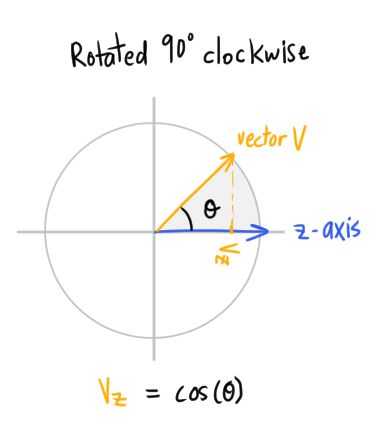 Rotated 90° clockwise
vector V
θ
z-axis
Vz
Vz = cos(θ)